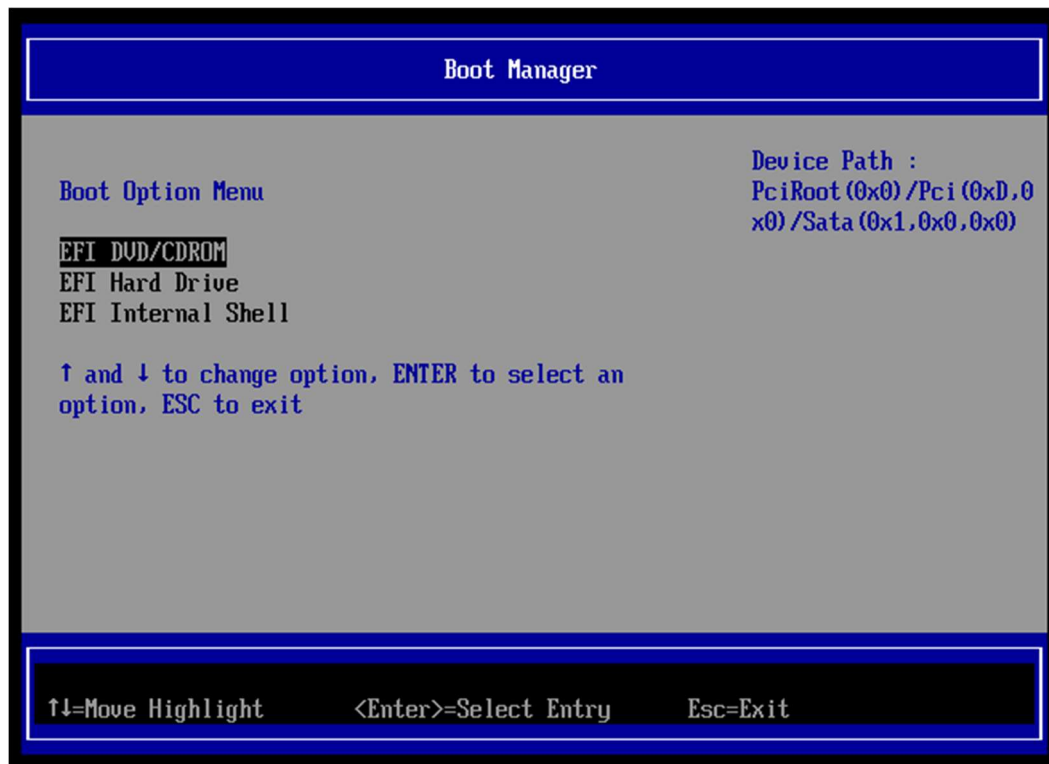 Boot Manager
Boot Option Menu
EFI DVD/CDROM
EFI Hard Drive
EFI Internal Shell
↑ and ↓ to change option, ENTER to select an
option, ESC to exit
Device Path :
PciRoot(0x0)/Pci(0xD,0
x0)/Sata(0x1,0x0,0x0)
↑↓=Move Highlight <Enter>=Select Entry Esc=Exit